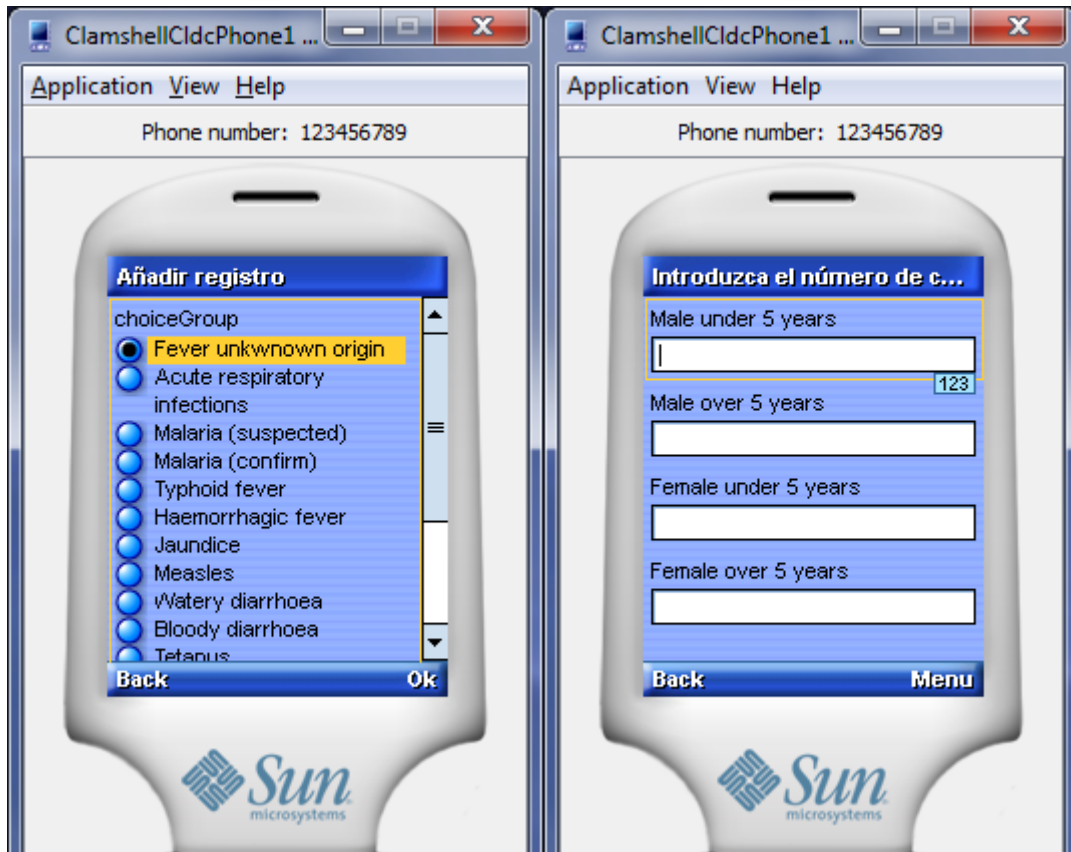 ClamshellCldcPhone1 ...
Application View Help
Phone number: 123456789
Añadir registro
choiceGroup
Fever unkwnown origin
Acute respiratory
infections
Malaria (suspected)
Malaria (confirm)
Typhoid fever
Haemorrhagic fever
Jaundice
Measles
Watery diarrhoea
Bloody diarrhoea
Tetanus
Back Ok
Sun
microsystems
ClamshellCldcPhone1 ...
Application View Help
Phone number: 123456789
Introduzca el número de c...
Male under 5 years
123
Male over 5 years
Female under 5 years
Female over 5 years
Back Menu
Sun
microsystems